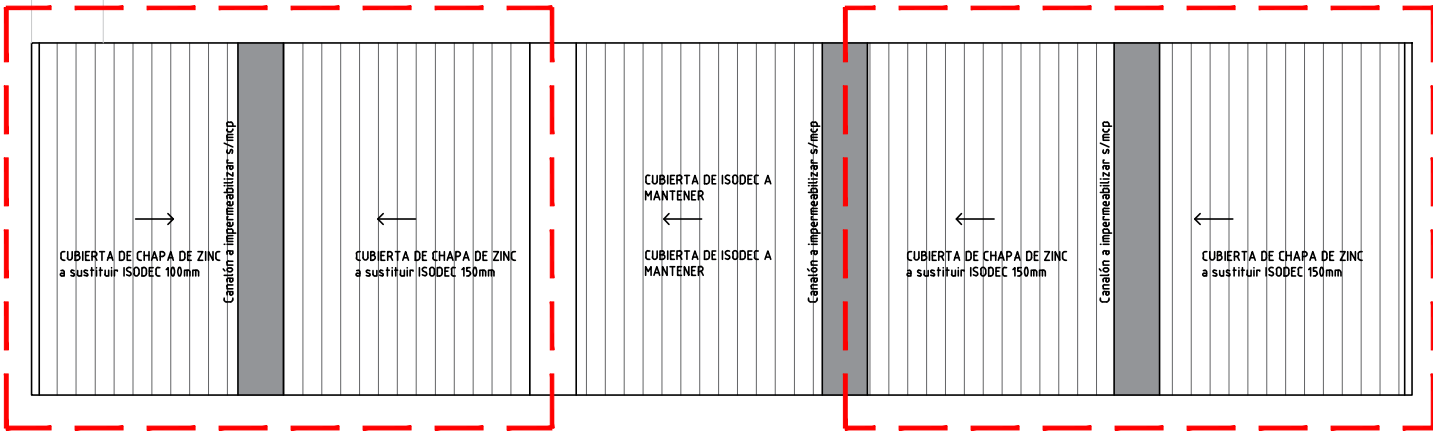 CUBIERTA DE CHAPA DE ZINC
a sustituir ISODEC 100mm
Canalón a impermeabilizar s/mcp
CUBIERTA DE CHAPA DE ZINC
a sustituir ISODEC 150mm
CUBIERTA DE ISODEC A
MANTENER
CUBIERTA DE ISODEC A
MANTENER
Canalón a impermeabilizar s/mcp
CUBIERTA DE CHAPA DE ZINC
a sustituir ISODEC 150mm
Canalón a impermeabilizar s/mcp
CUBIERTA DE CHAPA DE ZINC
a sustituir ISODEC 150mm